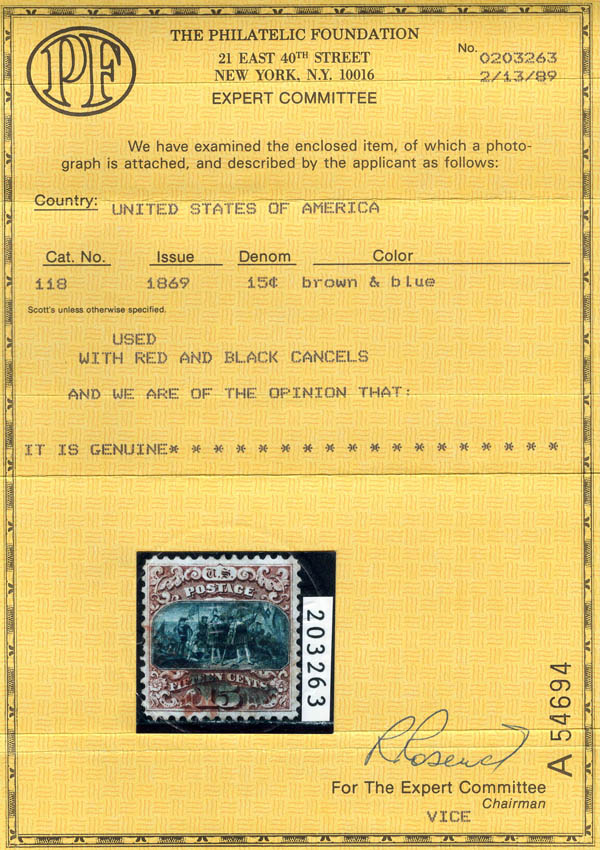 PF
THE PHILATELIC FOUNDATION
21 EAST 40TH STREET
NEW YORK, N.Y. 10016
EXPERT COMMITTEE
No. 0203263
2/13/89
We have examined the enclosed item, of which a photo-
graph is attached, and described by the applicant as follows:
Country: UNITED STATES OF AMERICA
Cat. No. Issue Denom Color
118 1869 15¢ brown & blue
Scott's unless otherwise specified.
USED
WITH RED AND BLACK CANCELS
AND WE ARE OF THE OPINION THAT:
IT IS GENUINE* * * * * * * * * * * * * * * * * *
U.S.
POSTAGE
FIFTEEN CENTS
15
203263
For The Expert Committee
Chairman
VICE
A 54694